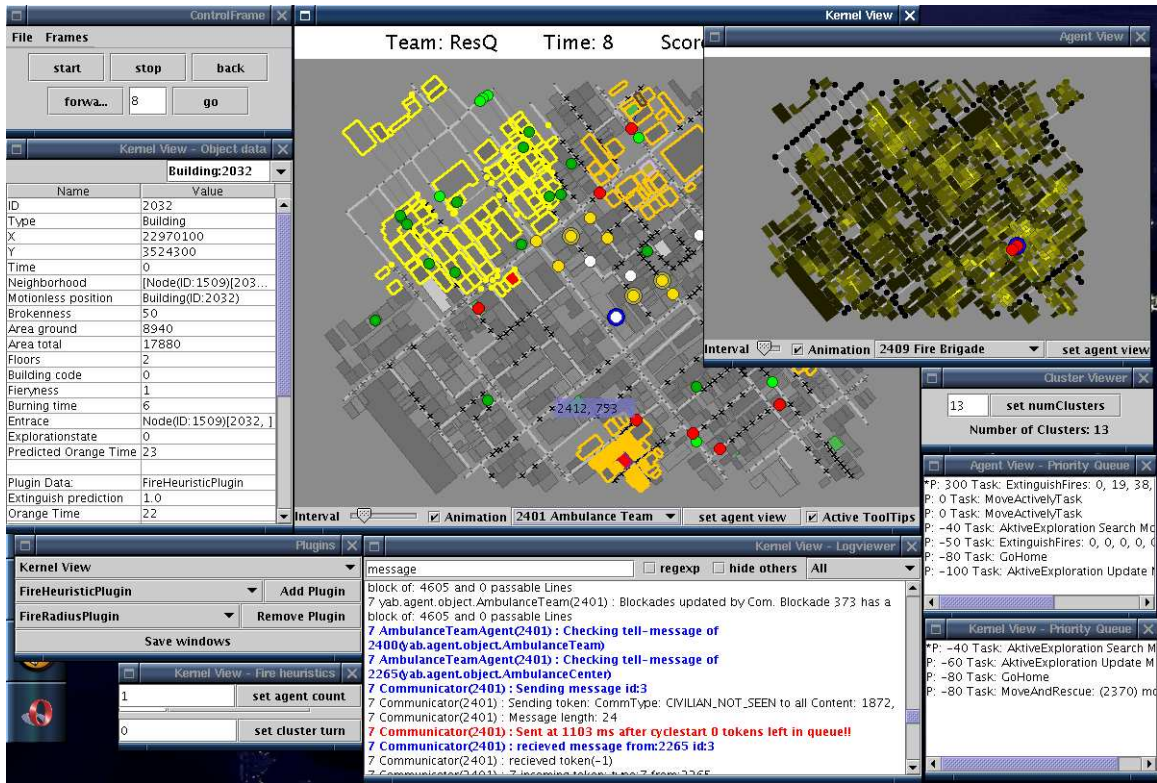 ControlFrame
File Frames
start stop back
forwa... 8 go
Kernel View
Team: ResQ Time: 8
2412, 753
Interval Animation 2401 Ambulance Team set agent view Active ToolTips
Agent View
Interval Animation 2409 Fire Brigade set agent view
Kernel View - Object data
Building:2032
Name Value
ID 2032
Type Building
X 22970100
Y 3524300
Time 0
Neighborhood [Node(ID:1509)[203...
Motionless position Building(ID:2032)
Brokenness 50
Area ground 8940
Area total 17880
Floors 2
Building code 0
Fieryness 1
Burning time 6
Entrace Node(ID:1509)[2032, ]
Explorationstate 0
Predicted Orange Time 23
Plugin Data: FireHeuristicPlugin
Extinguish prediction 1.0
Orange Time 22
Cluster Viewer
13 set numClusters
Number of Clusters: 13
Agent View - Priority Queue
*P: 300 Task: ExtinguishFires: 0, 19, 38,
P: 0 Task: MoveActivelyTask
P: 0 Task: MoveActivelyTask
P: -40 Task: AktiveExploration Search Mo
P: -50 Task: ExtinguishFires: 0, 0, 0, 0, 0
P: -80 Task: GoHome
P: -100 Task: AktiveExploration Update M
Plugins
Kernel View
FireHeuristicPlugin Add Plugin
FireRadiusPlugin Remove Plugin
Save windows
Kernel View - Fire heuristics
1 set agent count
0 set cluster turn
Kernel View - Logviewer
message regexp hide others All
block of: 4605 and 0 passable Lines
7 yab.agent.object.AmbulanceTeam(2401) : Blockades updated by Com. Blockade 373 has a
block of: 4605 and 0 passable Lines
7 AmbulanceTeamAgent(2401) : Checking tell-message of
2400(yab.agent.object.AmbulanceTeam)
7 AmbulanceTeamAgent(2401) : Checking tell-message of
2265(yab.agent.object.AmbulanceCenter)
7 Communicator(2401) : Sending message id:3
7 Communicator(2401) : Sending token: CommType: CIVILIAN_NOT_SEEN to all Content: 1872,
7 Communicator(2401) : Message length: 24
7 Communicator(2401) : Sent at 1103 ms after cyclestart 0 tokens left in queue!!
7 Communicator(2401) : recieved message from:2265 id:3
7 Communicator(2401) : recieved token(-1)
Kernel View - Priority Queue
*P: -40 Task: AktiveExploration Search M
P: -60 Task: AktiveExploration Update M
P: -80 Task: GoHome
P: -80 Task: MoveAndRescue: (2370) mo